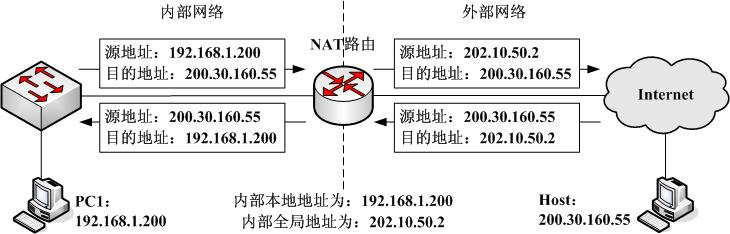 内部网络
外部网络
NAT路由
源地址：192.168.1.200
目的地址：200.30.160.55
源地址：202.10.50.2
目的地址：200.30.160.55
Internet
源地址：200.30.160.55
目的地址：192.168.1.200
源地址：200.30.160.55
目的地址：202.10.50.2
PC1：
192.168.1.200
内部本地地址为：192.168.1.200
内部全局地址为：202.10.50.2
Host:
200.30.160.55